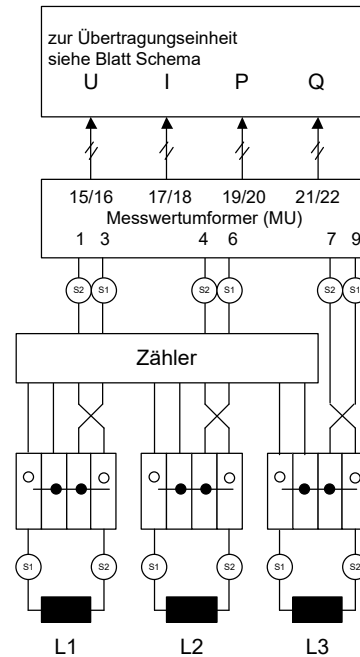 zur Übertragungseinheit
siehe Blatt Schema
U I P Q
15/16 17/18 19/20 21/22
Messwertumformer (MU)
1 3 4 6 7 9
S2 S1 S2 S1 S2 S1
Zähler
S1 S2 S1 S2 S1 S2
L1 L2 L3